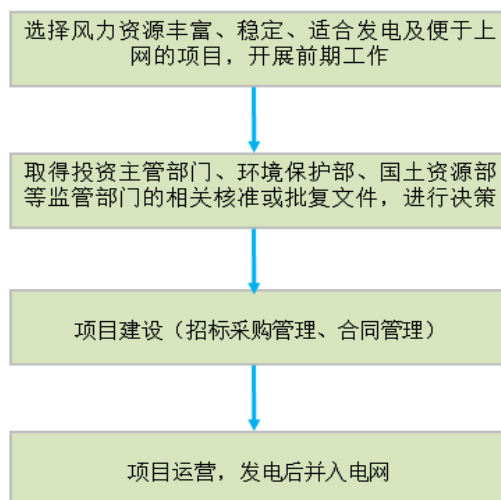 选择风力资源丰富、稳定、适合发电及便于上
网的项目，开展前期工作
取得投资主管部门、环境保护部、国土资源部
等监管部门的相关核准或批复文件，进行决策
项目建设（招标采购管理、合同管理）
项目运营，发电后并入电网